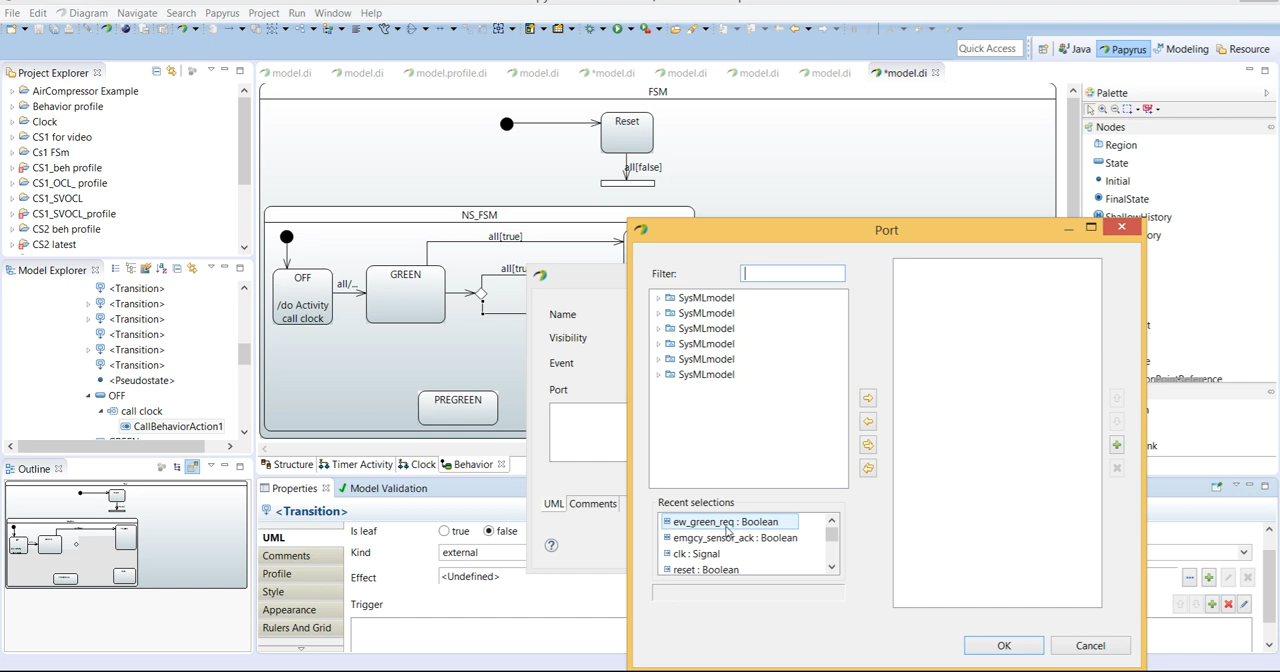 File Edit Diagram Navigate Search Papyrus Project Run Window Help
Quick Access Java Papyrus Modeling Resource
Project Explorer
AirCompressor Example
Behavior profile
Clock
CS1 for video
Cs1 FSm
CS1_beh profile
CS1_OCL_ profile
CS1_SVOCL
CS1_SVOCL_profile
CS2 beh profile
CS2 latest
Model Explorer
<Transition>
<Transition>
<Transition>
<Transition>
<Transition>
<Transition>
<Pseudostate>
OFF
call clock
CallBehaviorAction1
Outline
model.di model.di model.profile.di model.di *model.di model.di model.di model.di *model.di
FSM
Reset
all[false]
NS_FSM
all[true]
OFF
/do Activity
call clock
all/...
GREEN
all[tru
PREGREEN
Structure Timer Activity Clock Behavior
Properties Model Validation
<Transition>
UML
Comments
Profile
Style
Appearance
Rulers And Grid
Is leaf true false
Kind external
Effect <Undefined>
Trigger
Name
Visibility
Event
Port
UML Comments
Port
Filter:
SysMLmodel
SysMLmodel
SysMLmodel
SysMLmodel
SysMLmodel
SysMLmodel
Recent selections
ew_green_req : Boolean
emgcy_sensor_ack : Boolean
clk : Signal
reset : Boolean
OK Cancel
Palette
Nodes
Region
State
Initial
FinalState
ShallowHistory